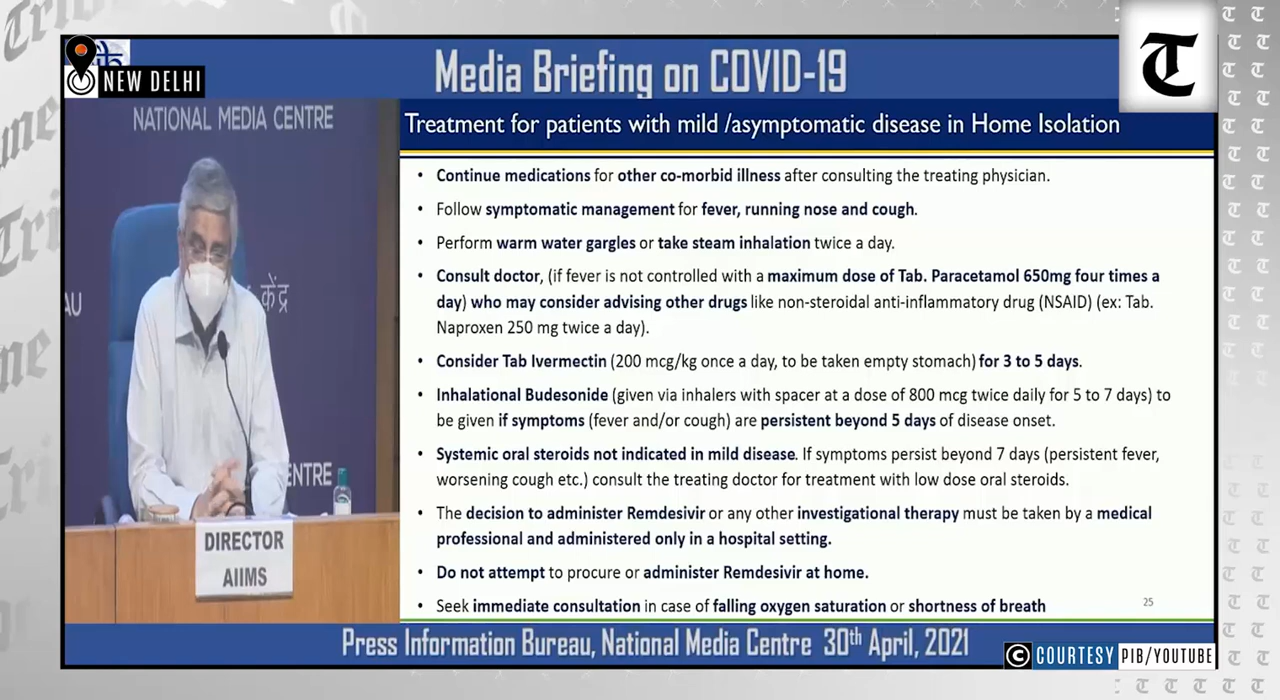 NEW DELHI
Media Briefing on COVID-19
T
NATIONAL MEDIA CENTRE
AU
केंद्र
ENTRE
DIRECTOR
AIIMS
Treatment for patients with mild /asymptomatic disease in Home Isolation
• Continue medications for other co-morbid illness after consulting the treating physician.
• Follow symptomatic management for fever, running nose and cough.
• Perform warm water gargles or take steam inhalation twice a day.
• Consult doctor, (if fever is not controlled with a maximum dose of Tab. Paracetamol 650mg four times a
day) who may consider advising other drugs like non-steroidal anti-inflammatory drug (NSAID) (ex: Tab.
Naproxen 250 mg twice a day).
• Consider Tab Ivermectin (200 mcg/kg once a day, to be taken empty stomach) for 3 to 5 days.
• Inhalational Budesonide (given via inhalers with spacer at a dose of 800 mcg twice daily for 5 to 7 days) to
be given if symptoms (fever and/or cough) are persistent beyond 5 days of disease onset.
• Systemic oral steroids not indicated in mild disease. If symptoms persist beyond 7 days (persistent fever,
worsening cough etc.) consult the treating doctor for treatment with low dose oral steroids.
• The decision to administer Remdesivir or any other investigational therapy must be taken by a medical
professional and administered only in a hospital setting.
• Do not attempt to procure or administer Remdesivir at home.
• Seek immediate consultation in case of falling oxygen saturation or shortness of breath
25
Press Information Bureau, National Media Centre 30th April, 2021
© COURTESY PIB/YOUTUBE